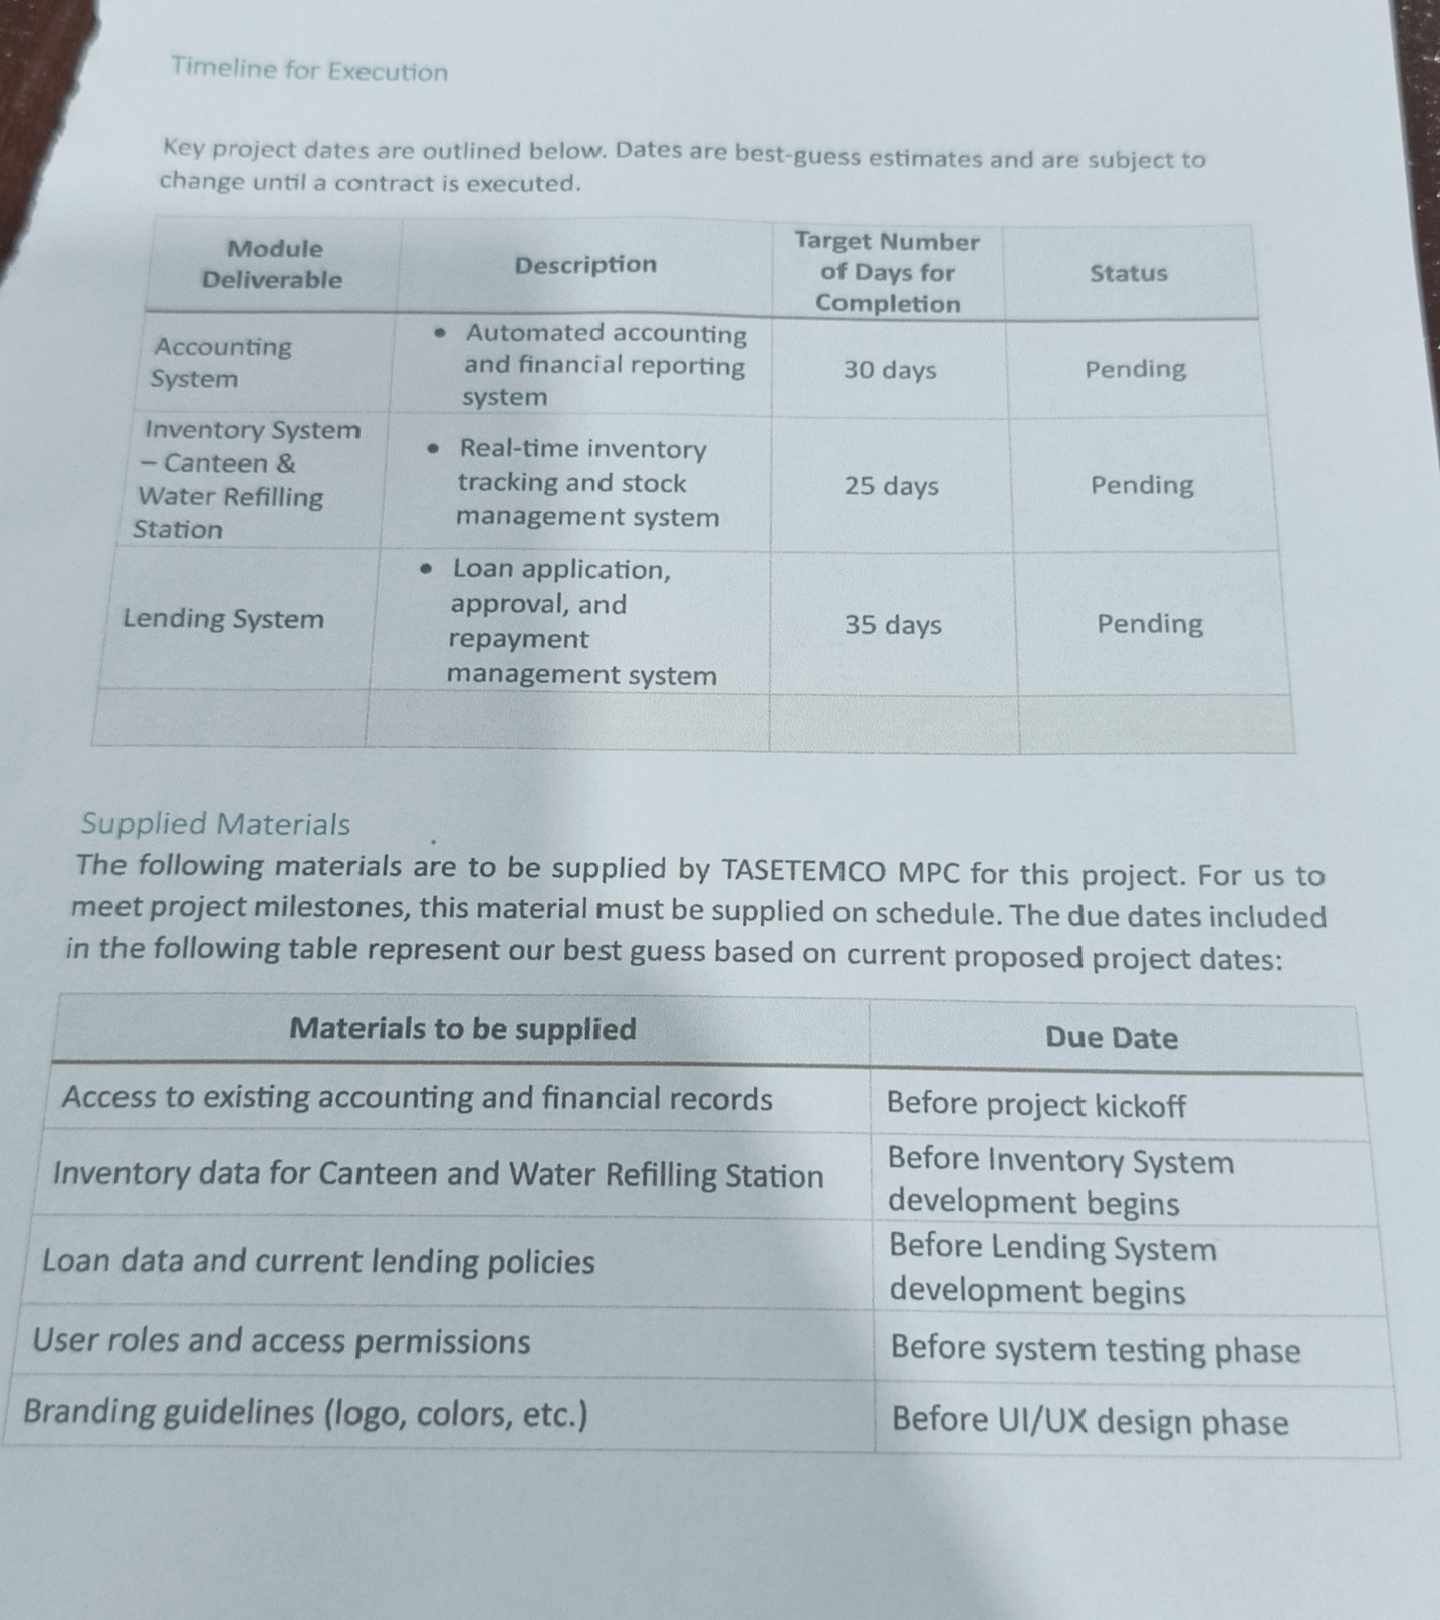 Timeline for Execution
Key project dates are outlined below. Dates are best-guess estimates and are subject to
change until a contract is executed.
Module
Deliverable
Description
Target Number
of Days for
Completion
Status
Accounting
System
• Automated accounting
and financial reporting
system
30 days
Pending
Inventory System
– Canteen &
Water Refilling
Station
• Real-time inventory
tracking and stock
management system
25 days
Pending
Lending System
• Loan application,
approval, and
repayment
management system
35 days
Pending
Supplied Materials
The following materials are to be supplied by TASETEMCO MPC for this project. For us to
meet project milestones, this material must be supplied on schedule. The due dates included
in the following table represent our best guess based on current proposed project dates:
Materials to be supplied
Due Date
Access to existing accounting and financial records
Before project kickoff
Inventory data for Canteen and Water Refilling Station
Before Inventory System
development begins
Loan data and current lending policies
Before Lending System
development begins
User roles and access permissions
Before system testing phase
Branding guidelines (logo, colors, etc.)
Before UI/UX design phase